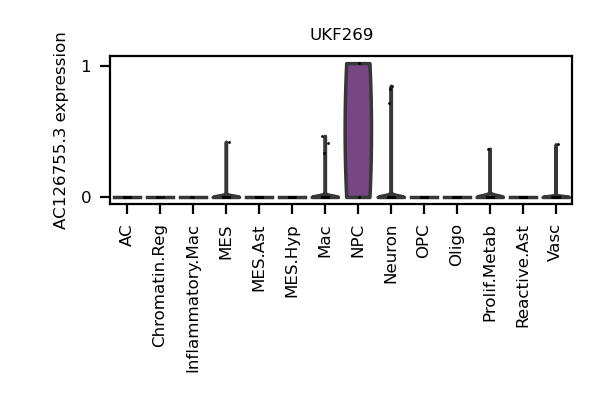 UKF269
AC126755.3 expression
1
0
AC
Chromatin.Reg
Inflammatory.Mac
MES
MES.Ast
MES.Hyp
Mac
NPC
Neuron
OPC
Oligo
Prolif.Metab
Reactive.Ast
Vasc